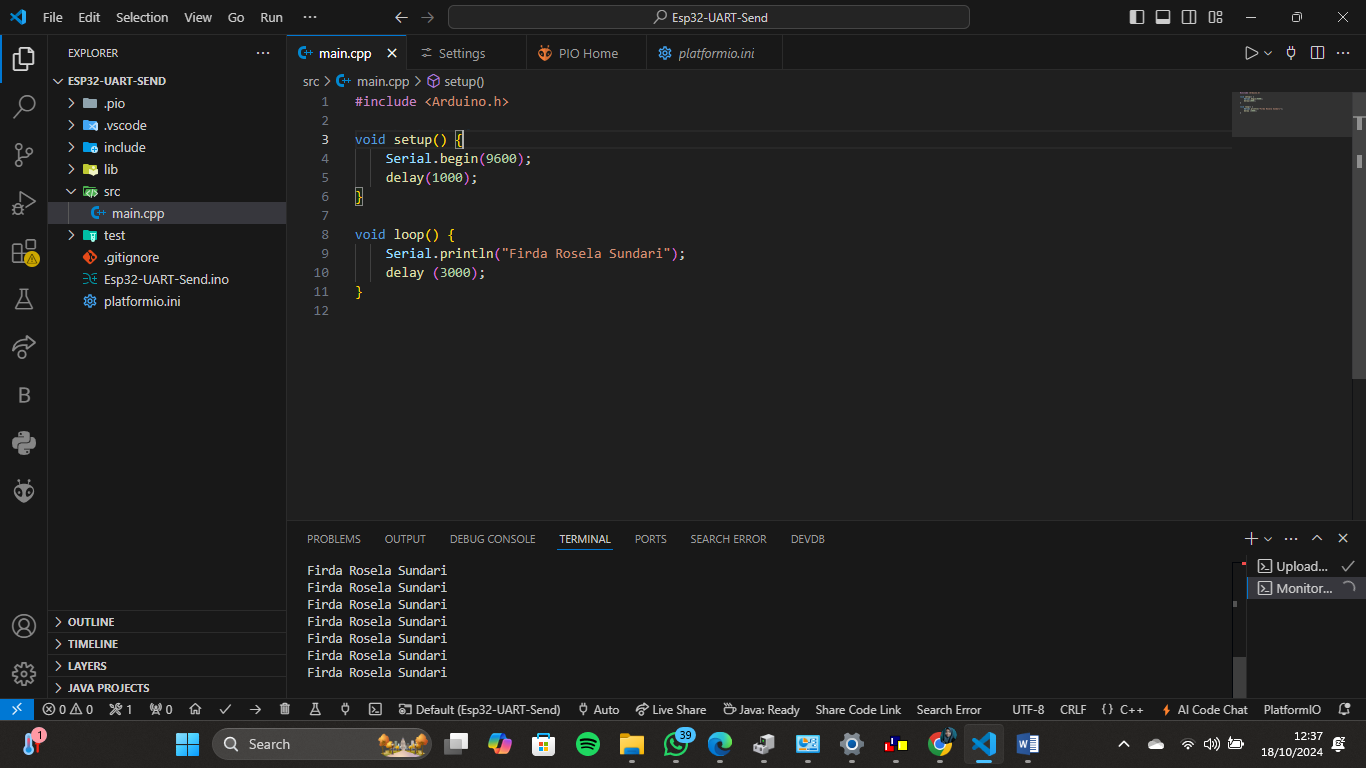 File Edit Selection View Go Run ··· Esp32-UART-Send
EXPLORER ···
main.cpp Settings PIO Home platformio.ini
ESP32-UART-SEND
.pio
.vscode
include
lib
src
main.cpp
test
.gitignore
Esp32-UART-Send.ino
platformio.ini
OUTLINE
TIMELINE
LAYERS
JAVA PROJECTS
B
src > main.cpp > setup()
1 #include <Arduino.h>
2
3 void setup() {
4 Serial.begin(9600);
5 delay(1000);
6 }
7
8 void loop() {
9 Serial.println("Firda Rosela Sundari");
10 delay (3000);
11 }
12
PROBLEMS OUTPUT DEBUG CONSOLE TERMINAL PORTS SEARCH ERROR DEVDB
Firda Rosela Sundari
Firda Rosela Sundari
Firda Rosela Sundari
Firda Rosela Sundari
Firda Rosela Sundari
Firda Rosela Sundari
Firda Rosela Sundari
Upload...
Monitor...
0 0 1 0 Default (Esp32-UART-Send) Auto Live Share Java: Ready Share Code Link Search Error UTF-8 CRLF {} C++ AI Code Chat PlatformIO
1 Search 39 12:37
18/10/2024